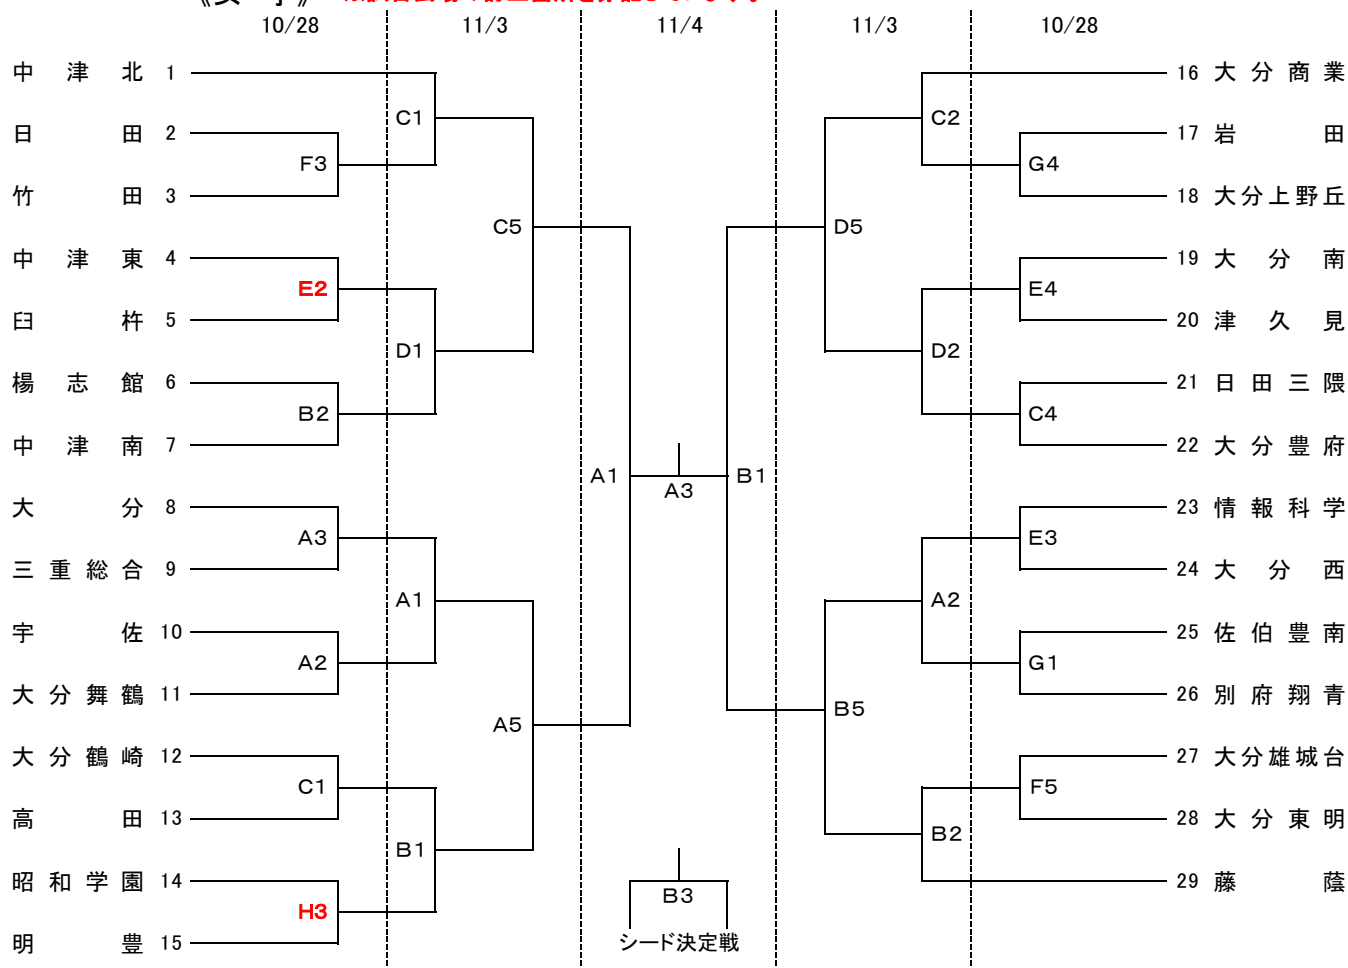 10/28 11/3 11/4 11/3 10/28
中津北 1
日田 2
竹田 3
中津東 4
臼杵 5
楊志館 6
中津南 7
大分 8
三重総合 9
宇佐 10
大分舞鶴 11
大分鶴崎 12
高田 13
昭和学園 14
明豊 15
F3
E2
B2
A3
A2
C1
H3
C1
D1
A1
B1
C5
A5
A1
A3
B1
B3
シード決定戦
D5
B5
C2
D2
A2
B2
G4
E4
C4
E3
G1
F5
16 大分商業
17 岩田
18 大分上野丘
19 大分南
20 津久見
21 日田三隈
22 大分豊府
23 情報科学
24 大分西
25 佐伯豊南
26 別府翔青
27 大分雄城台
28 大分東明
29 藤蔭